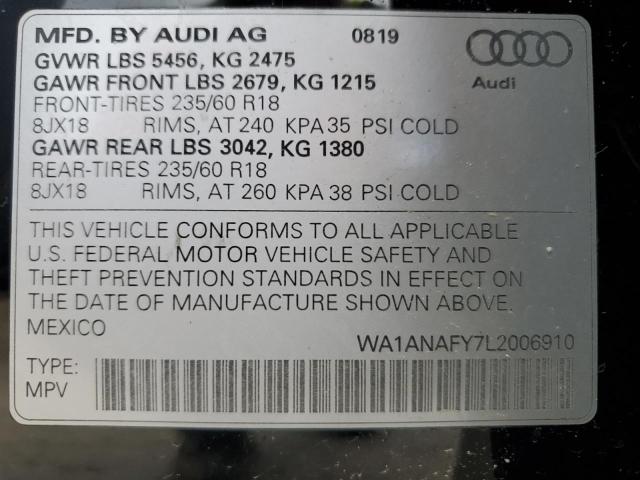 MFD. BY AUDI AG 0819
GVWR LBS 5456, KG 2475
GAWR FRONT LBS 2679, KG 1215
Audi
FRONT-TIRES 235/60 R18
8JX18 RIMS, AT 240 KPA 35 PSI COLD
GAWR REAR LBS 3042, KG 1380
REAR-TIRES 235/60 R18
8JX18 RIMS, AT 260 KPA 38 PSI COLD
THIS VEHICLE CONFORMS TO ALL APPLICABLE
U.S. FEDERAL MOTOR VEHICLE SAFETY AND
THEFT PREVENTION STANDARDS IN EFFECT ON
THE DATE OF MANUFACTURE SHOWN ABOVE.
MEXICO WA1ANAFY7L2006910
TYPE:
MPV